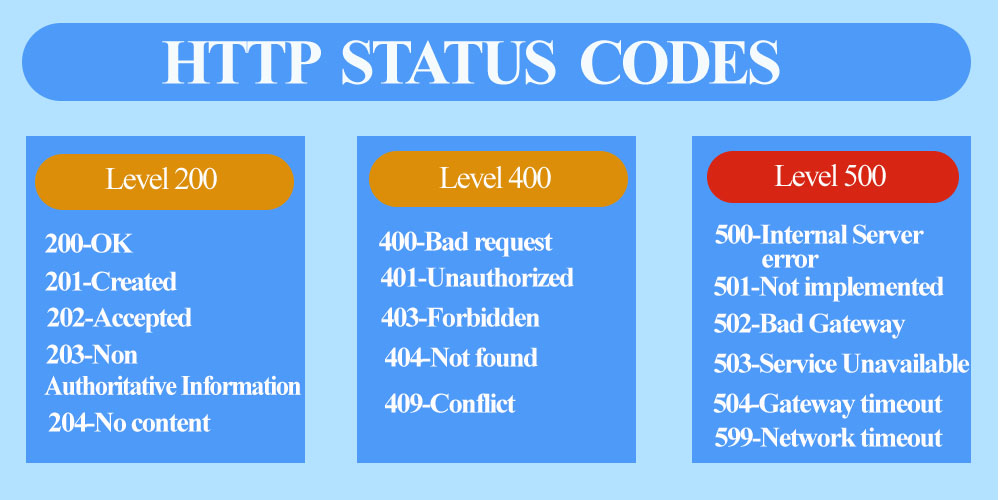 HTTP STATUS CODES
Level 200
200-OK
201-Created
202-Accepted
203-Non
Authoritative Information
204-No content
Level 400
400-Bad request
401-Unauthorized
403-Forbidden
404-Not found
409-Conflict
Level 500
500-Internal Server
error
501-Not implemented
502-Bad Gateway
503-Service Unavailable
504-Gateway timeout
599-Network timeout